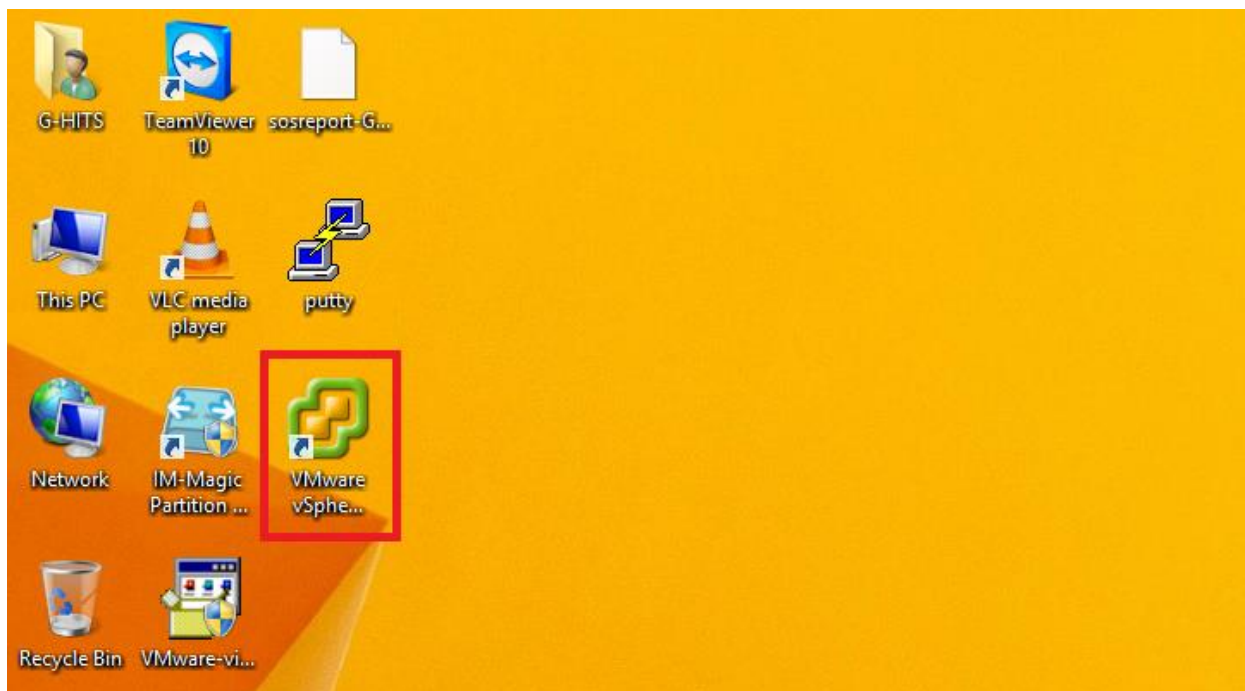 G-HITS
TeamViewer
10
sosreport-G...
This PC
VLC media
player
putty
Network
IM-Magic
Partition ...
VMware
vSphe...
Recycle Bin
VMware-vi...